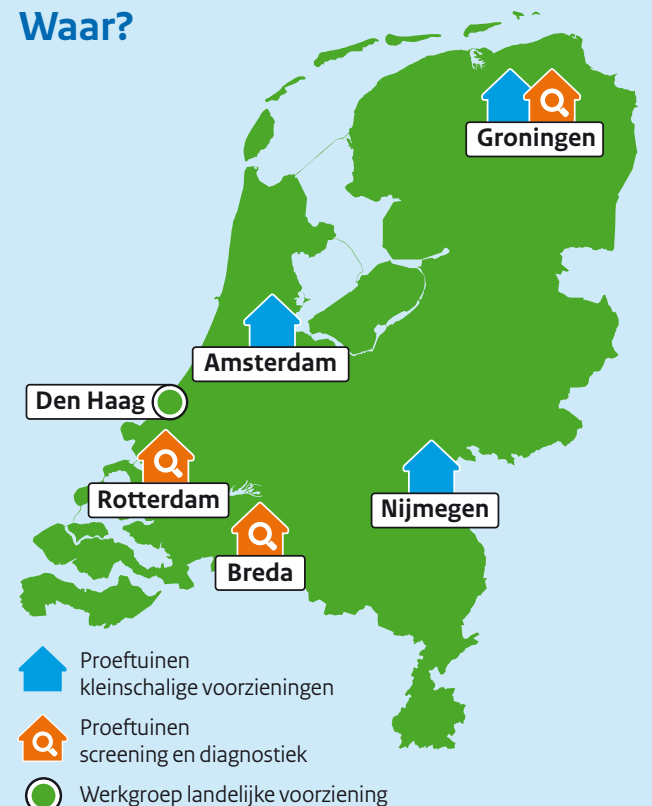 Waar?
Groningen
Amsterdam
Den Haag
Rotterdam
Nijmegen
Breda
Proeftuinen
kleinschalige voorzieningen
Proeftuinen
screening en diagnostiek
Werkgroep landelijke voorziening